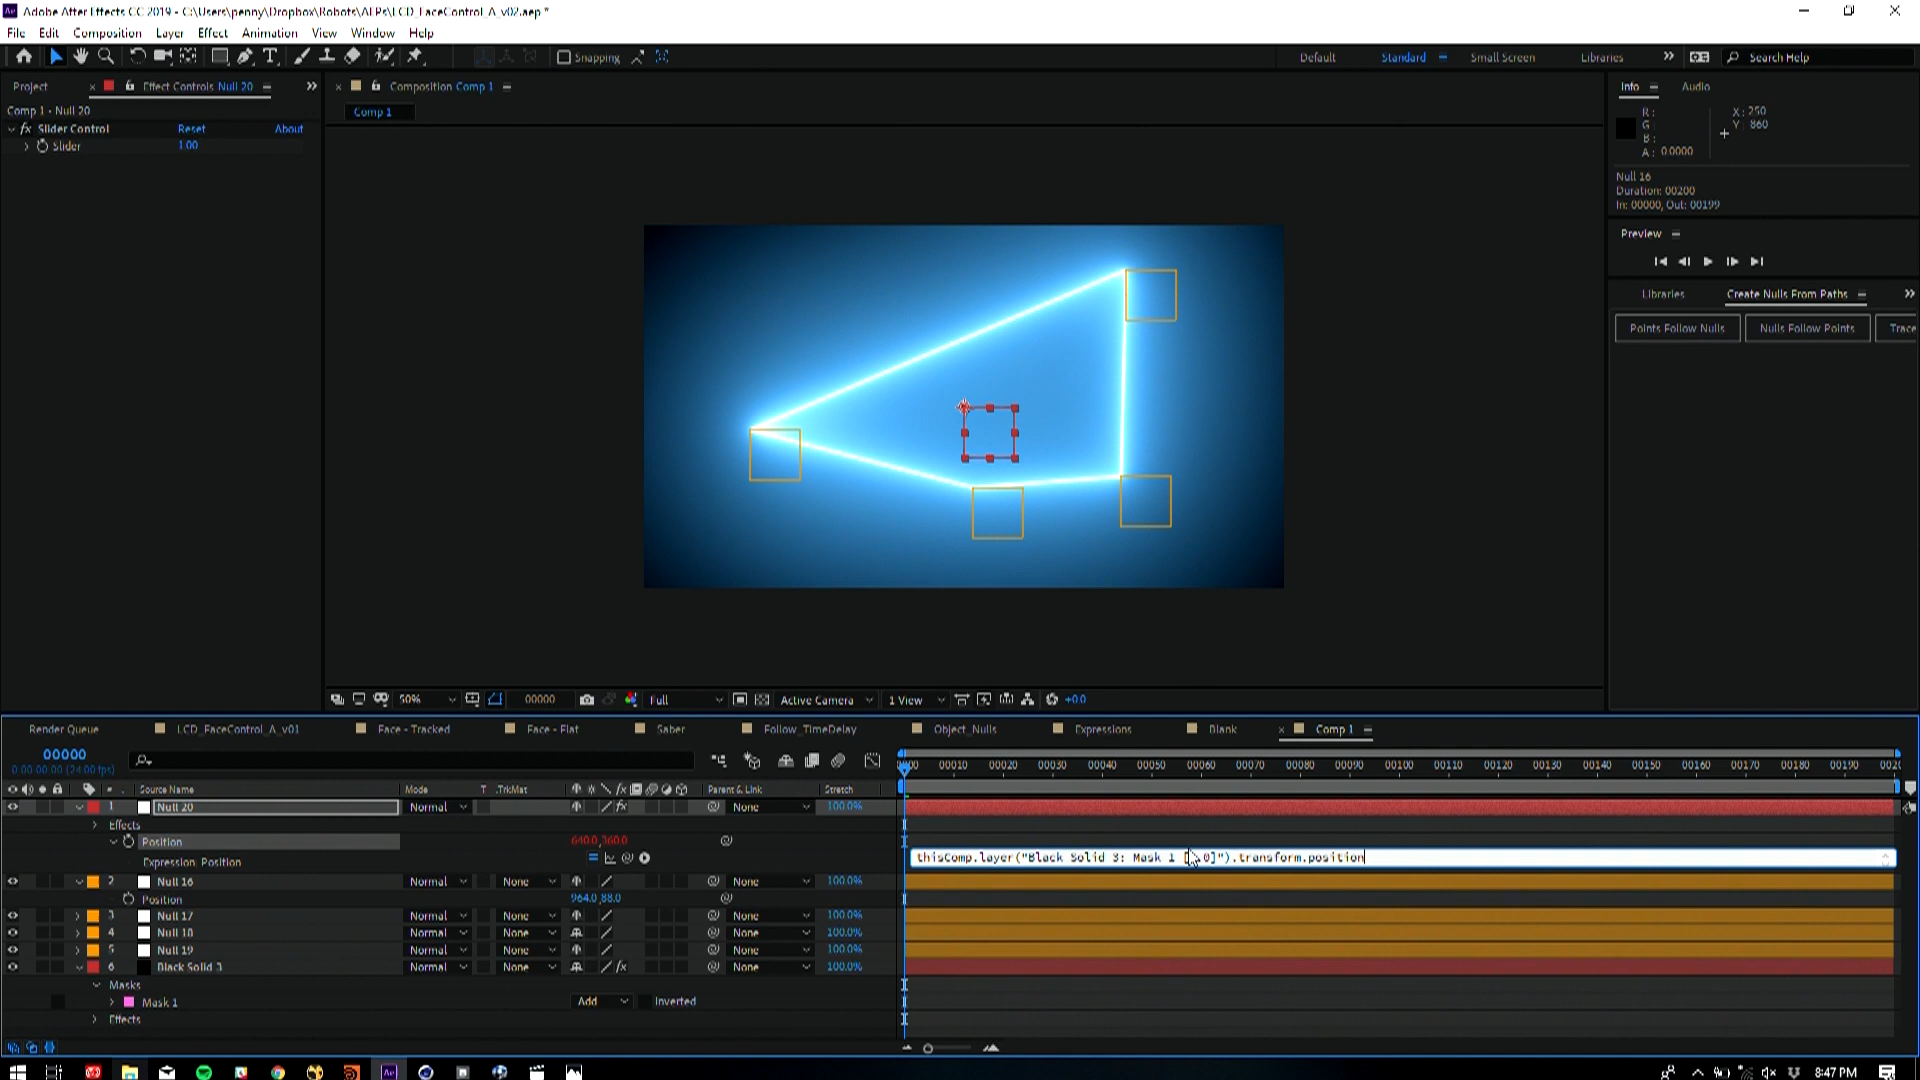 Adobe After Effects CC 2019 - C:\Users\penny\Dropbox\Robots\AEPs\LCD_FaceControl_A_v02.aep *
File Edit Composition Layer Effect Animation View Window Help
Snapping Default Standard Small Screen Libraries Search Help
Project Effect Controls Null 20 Composition Comp 1 Info Audio
Comp 1 • Null 20 Comp 1
fx Slider Control Reset About
Slider 1.00
R: X: 250
G: Y: 860
B:
A: 0.0000
Null 16
Duration: 00200
In: 00000, Out: 00199
Preview
Libraries Create Nulls From Paths
Points Follow Nulls Nulls Follow Points Trace
50% 00000 Full Active Camera 1 View +0.0
Render Queue LCD_FaceControl_A_v01 Face - Tracked Face - Flat Saber Follow_TimeDelay Object_Nulls Expressions Blank Comp 1
00000
0:00:00:00 (24.00 fps)
00010 00020 00030 00040 00050 00060 00070 00080 00090 00100 00110 00120 00130 00140 00150 00160 00170 00180 00190 0020
# Source Name Mode T .TrkMat Parent & Link Stretch
1 Null 20 Normal None 100.0%
Effects
Position 640.0,360.0
Expression: Position thisComp.layer("Black Solid 3: Mask 1 [ .0]").transform.position
2 Null 16 Normal None None 100.0%
Position 964.0,88.0
3 Null 17 Normal None None 100.0%
4 Null 18 Normal None None 100.0%
5 Null 19 Normal None None 100.0%
6 Black Solid 3 Normal None None 100.0%
Masks
Mask 1 Add Inverted
Effects
8:47 PM